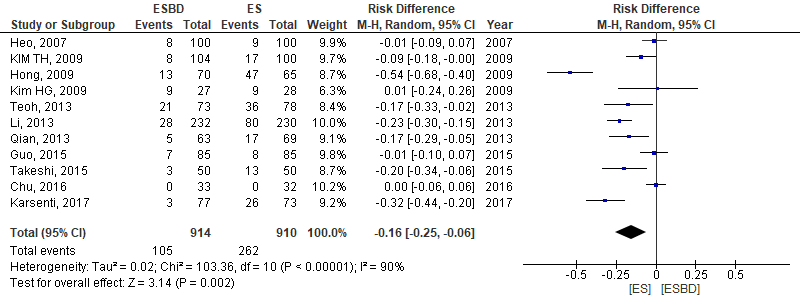 ESBD ES Risk Difference Risk Difference
Study or Subgroup Events Total Events Total Weight M-H, Random, 95% CI Year M-H, Random, 95% CI
Heo, 2007 8 100 9 100 9.9% -0.01 [-0.09, 0.07] 2007
KIM TH, 2009 8 104 17 100 9.8% -0.09 [-0.18, -0.00] 2009
Hong, 2009 13 70 47 65 8.5% -0.54 [-0.68, -0.40] 2009
Kim HG, 2009 9 27 9 28 6.0% 0.01 [-0.24, 0.26] 2009
Teoh, 2013 21 73 36 78 8.2% -0.17 [-0.33, -0.02] 2013
Li, 2013 28 232 80 230 10.0% -0.23 [-0.30, -0.15] 2013
Qian, 2013 5 63 17 69 9.0% -0.17 [-0.29, -0.05] 2013
Guo, 2015 7 85 8 85 9.8% -0.01 [-0.10, 0.07] 2015
Takeshi, 2015 3 50 13 50 8.6% -0.20 [-0.34, -0.06] 2015
Chu, 2016 0 33 0 32 10.2% 0.00 [-0.06, 0.06] 2016
Karsenti, 2017 3 77 26 73 9.1% -0.32 [-0.44, -0.20] 2017
Total (95% CI) 914 910 100.0% -0.16 [-0.25, -0.06]
Total events 105 262
Heterogeneity: Tau² = 0.02; Chi² = 103.36, df = 10 (P < 0.00001); I² = 90%
Test for overall effect: Z = 3.14 (P = 0.002)
-0.5 -0.25 0 0.25 0.5
[ES] [ESBD]